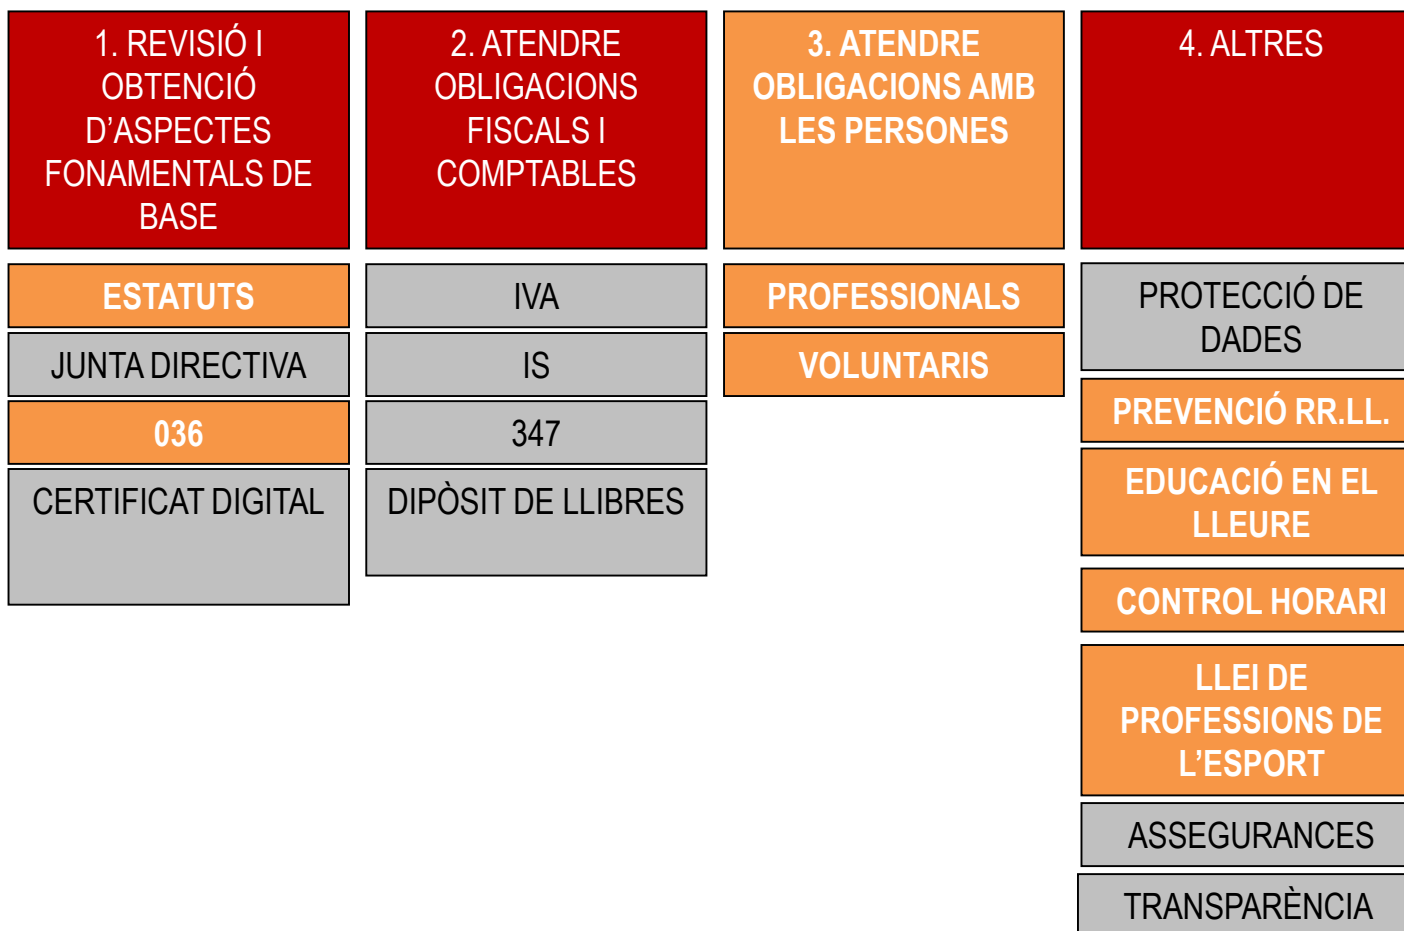 1. REVISIÓ I
OBTENCIÓ
D’ASPECTES
FONAMENTALS DE
BASE
ESTATUTS
JUNTA DIRECTIVA
036
CERTIFICAT DIGITAL
2. ATENDRE
OBLIGACIONS
FISCALS I
COMPTABLES
IVA
IS
347
DIPÒSIT DE LLIBRES
3. ATENDRE
OBLIGACIONS AMB
LES PERSONES
PROFESSIONALS
VOLUNTARIS
4. ALTRES
PROTECCIÓ DE
DADES
PREVENCIÓ RR.LL.
EDUCACIÓ EN EL
LLEURE
CONTROL HORARI
LLEI DE
PROFESSIONS DE
L’ESPORT
ASSEGURANCES
TRANSPARÈNCIA